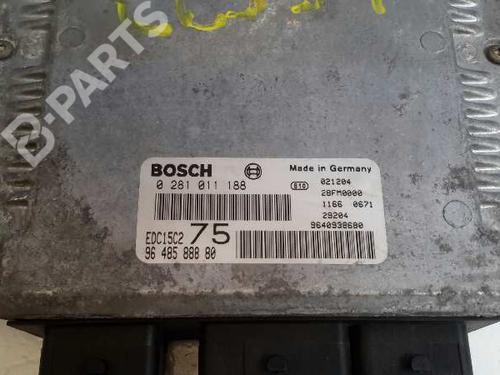 B-PARTS
BOSCH
Made in Germany
0 281 011 188
610
021204
28FM0000
1166 0671
29204
9640938680
EDC15C2 75
96 485 888 80